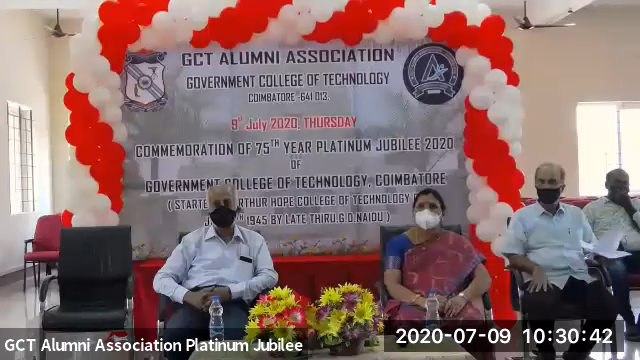 GCT ALUMNI ASSOCIATION
GOVERNMENT COLLEGE OF TECHNOLOGY
COIMBATORE -641 013.
9th July 2020, THURSDAY
COMMEMORATION OF 75TH YEAR PLATINUM JUBILEE 2020
OF
GOVERNMENT COLLEGE OF TECHNOLOGY, COIMBATORE
ARTHUR HOPE COLLEGE OF TECHNOLOGY
1945 BY LATE THIRU.G.D.NAIDU )
GCT Alumni Association Platinum Jubilee
2020-07-09 10:30:42